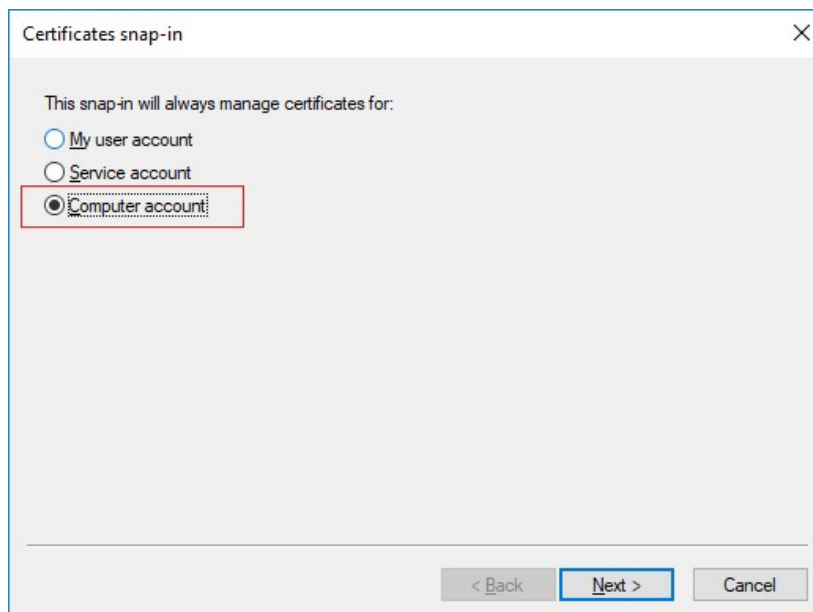 Certificates snap-in
This snap-in will always manage certificates for:
My user account
Service account
Computer account
< Back Next > Cancel